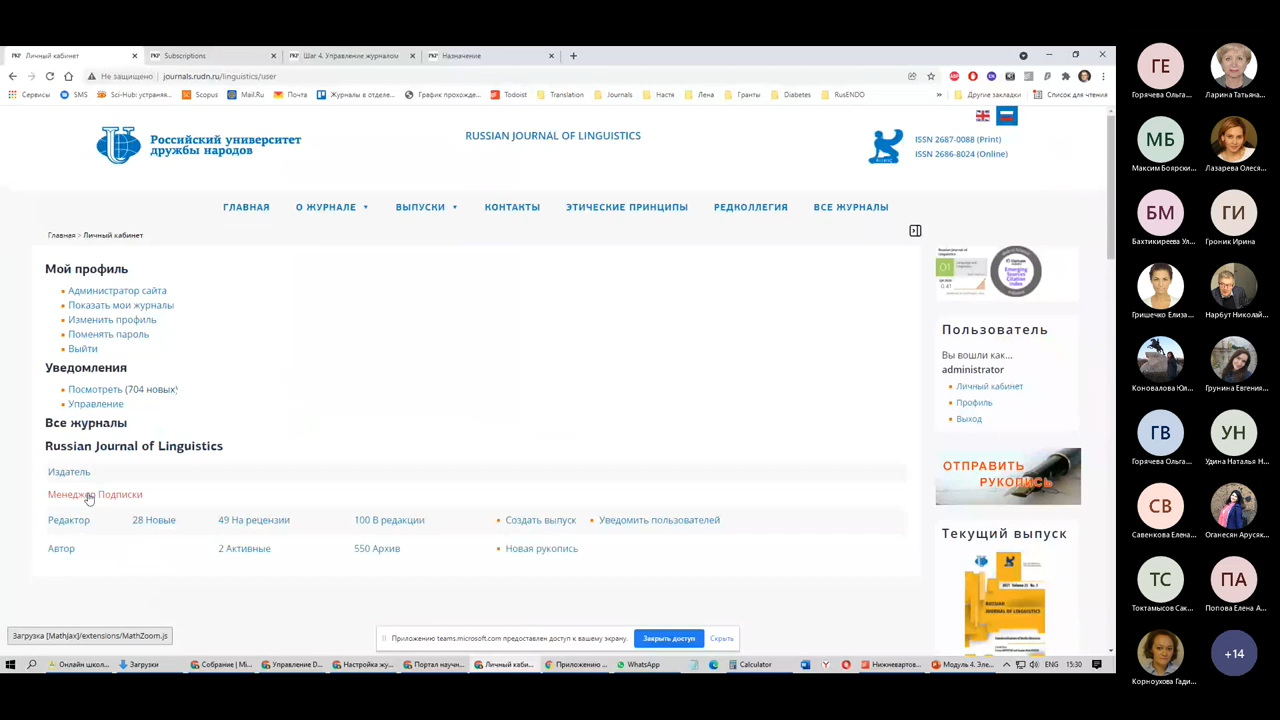 Личный кабинет
Subscriptions
Шаг 4. Управление журналом
Назначение
Не защищено
journals.rudn.ru/linguistics/user
Сервисы
SMS
Sci-Hub: устраня...
Scopus
Mail.Ru
Почта
Журналы в отделе...
График прохожде...
Todoist
Translation
Journals
Настя
Лена
Гранты
Diabetes
RusENDO
Другие закладки
Список для чтения
Российский университет
дружбы народов
RUSSIAN JOURNAL OF LINGUISTICS
ISSN 2687-0088 (Print)
ISSN 2686-8024 (Online)
ГЛАВНАЯ
О ЖУРНАЛЕ
ВЫПУСКИ
КОНТАКТЫ
ЭТИЧЕСКИЕ ПРИНЦИПЫ
РЕДКОЛЛЕГИЯ
ВСЕ ЖУРНАЛЫ
Главная > Личный кабинет
Мой профиль
Администратор сайта
Показать мои журналы
Изменить профиль
Поменять пароль
Выйти
Уведомления
Посмотреть (704 новых)
Управление
Все журналы
Russian Journal of Linguistics
Издатель
Менеджер Подписки
Редактор
28 Новые
49 На рецензии
100 В редакции
Создать выпуск
Уведомить пользователей
Автор
2 Активные
550 Архив
Новая рукопись
Пользователь
Вы вошли как...
administrator
Личный кабинет
Профиль
Выход
ОТПРАВИТЬ
РУКОПИСЬ
Текущий выпуск
RUSSIAN
JOURNAL OF
LINGUISTICS
Загрузка [MathJax]/extensions/MathZoom.js
Приложению teams.microsoft.com предоставлен доступ к вашему экрану.
Закрыть доступ
Скрыть
Онлайн школ...
Загрузки
Собрание | Mi...
Управление D...
Настройка жу...
Портал научн...
Личный каби...
Приложению ...
WhatsApp
Calculator
Нижневартов...
Модуль 4. Эле...
ENG
15:30
ГЕ
Горячева Ольга...
Ларина Татьяна...
МБ
Максим Боярски...
Лазарева Олеся...
БМ
Бахтикиреева Ул...
ГИ
Гроник Ирина
Гришечко Елиза...
Нарбут Николай...
Коновалова Юл...
Грунина Евгения...
ГВ
Горячева Ольга...
УН
Удина Наталья Н...
СВ
Савенкова Елена...
Оганесян Арусяк...
ТС
Токтамысов Сак...
ПА
Попова Елена А...
Корноухова Гади...
+14